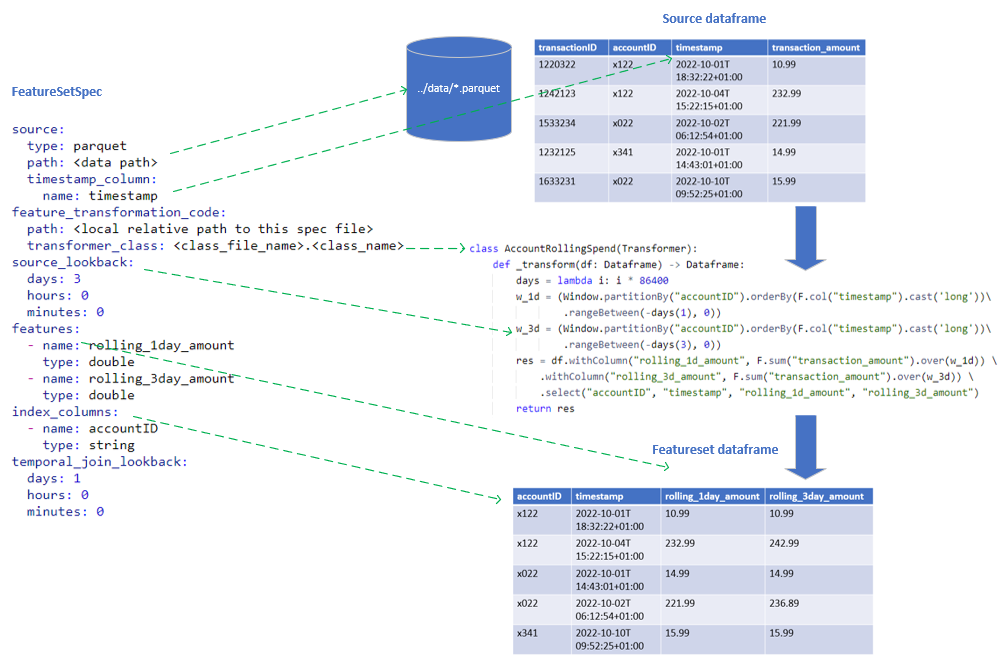 Source dataframe
transactionID accountID timestamp transaction_amount
1220322 x122 2022-10-01T 10.99
18:32:22+01:00
1242123 x122 2022-10-04T 232.99
15:22:15+01:00
1533234 x022 2022-10-02T 221.99
06:12:54+01:00
1232125 x341 2022-10-01T 14.99
14:43:01+01:00
1633231 x022 2022-10-10T 15.99
09:52:25+01:00
../data/*.parquet
FeatureSetSpec
source:
type: parquet
path: <data path>
timestamp_column:
name: timestamp
feature_transformation_code:
path: <local relative path to this spec file>
transformer_class: <class_file_name>.<class_name>
source_lookback:
days: 3
hours: 0
minutes: 0
features:
- name: rolling_1day_amount
type: double
- name: rolling_3day_amount
type: double
index_columns:
- name: accountID
type: string
temporal_join_lookback:
days: 1
hours: 0
minutes: 0
class AccountRollingSpend(Transformer):
def _transform(df: Dataframe) -> Dataframe:
days = lambda i: i * 86400
w_1d = (Window.partitionBy("accountID").orderBy(F.col("timestamp").cast('long'))\
.rangeBetween(-days(1), 0))
w_3d = (Window.partitionBy("accountID").orderBy(F.col("timestamp").cast('long'))\
.rangeBetween(-days(3), 0))
res = df.withColumn("rolling_1d_amount", F.sum("transaction_amount").over(w_1d)) \
.withColumn("rolling_3d_amount", F.sum("transaction_amount").over(w_3d)) \
.select("accountID", "timestamp", "rolling_1d_amount", "rolling_3d_amount")
return res
Featureset dataframe
accountID timestamp rolling_1day_amount rolling_3day_amount
x122 2022-10-01T 10.99 10.99
18:32:22+01:00
x122 2022-10-04T 232.99 242.99
15:22:15+01:00
x022 2022-10-01T 14.99 14.99
14:43:01+01:00
x022 2022-10-02T 221.99 236.89
06:12:54+01:00
x341 2022-10-10T 15.99 15.99
09:52:25+01:00